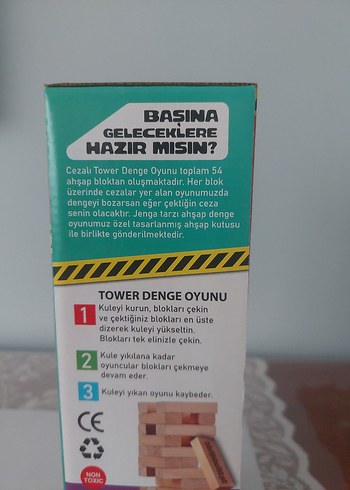 BAŞINA
GELECEKLERE
HAZIR MISIN?
Cezalı Tower Denge Oyunu toplam 54
ahşap bloktan oluşmaktadır. Her blok
üzerinde cezalar yer alan oyunumuzda
dengeyi bozarsan eğer çektiğin ceza
senin olacaktır. Jenga tarzı ahşap denge
oyunumuz özel tasarlanmış ahşap kutusu
ile birlikte gönderilmektedir.
TOWER DENGE OYUNU
1 Kuleyi kurun, blokları çekin
ve çektiğiniz blokları en üste
dizerek kuleyi yükseltin.
Blokları tek elinizle çekin.
2 Kule yıkılana kadar
oyuncular blokları çekmeye
devam eder.
3 Kuleyi yıkan oyunu kaybeder.
CE
NON
TOXIC